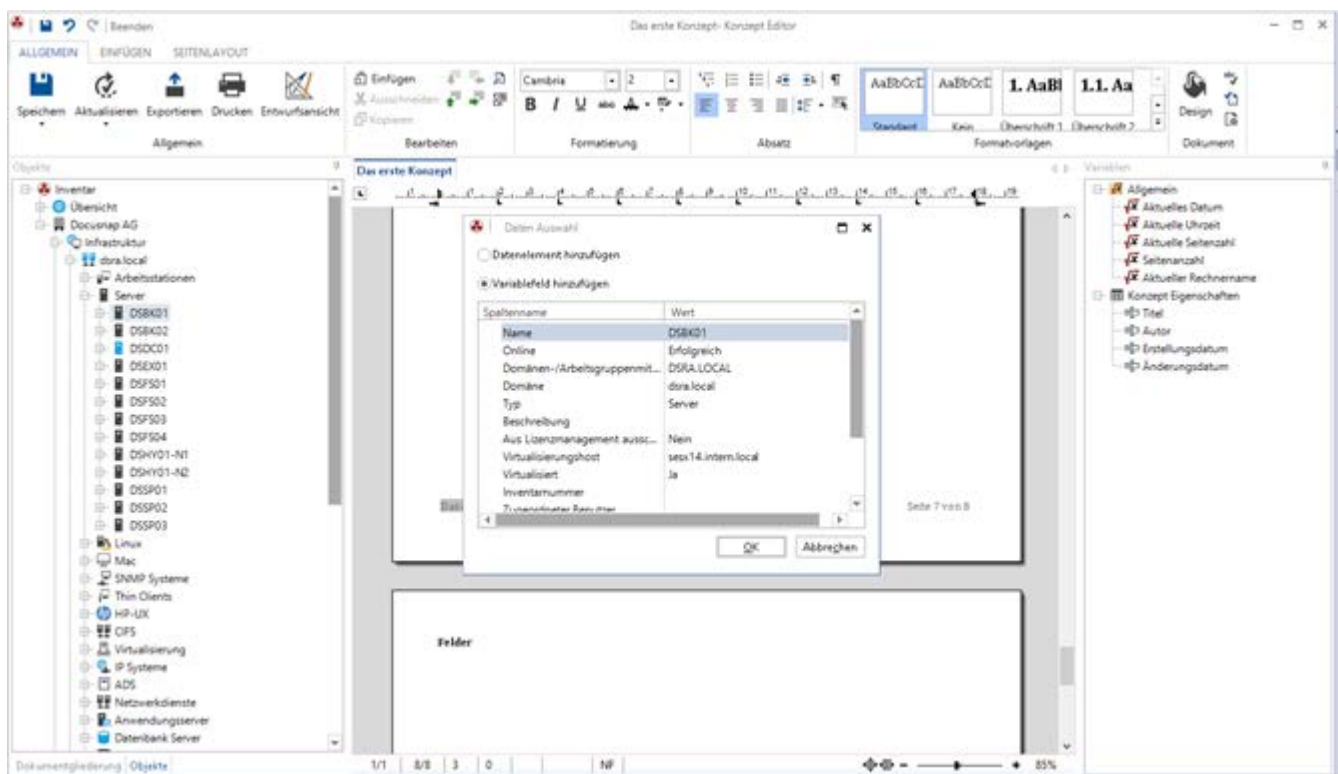 Beenden
Das erste Konzept- Konzept Editor
ALLGEMEIN EINFÜGEN SEITENLAYOUT
Speichern Aktualisieren Exportieren Drucken Entwurfsansicht
Allgemein
Einfügen
Ausschneiden
Kopieren
Bearbeiten
Cambria 2
B I U abc A
Formatierung
Absatz
AaBbCcD AaBbCcD 1. AaBl 1.1. Aa
Standard Kein Überschrift 1 Überschrift 2
Formatvorlagen
Design
Dokument
Objekte
Inventar
Übersicht
Docusnap AG
Infrastruktur
dsra.local
Arbeitsstationen
Server
DSBK01
DSBK02
DSDC01
DSEX01
DSFS01
DSFS02
DSFS03
DSFS04
DSHY01-N1
DSHY01-N2
DSSP01
DSSP02
DSSP03
Linux
Mac
SNMP Systeme
Thin Clients
HP-UX
CIFS
Virtualisierung
IP Systeme
ADS
Netzwerkdienste
Anwendungsserver
Datenbank Server
Dokumentgliederung Objekte
Das erste Konzept
Daten Auswahl
Datenelement hinzufügen
Variablefeld hinzufügen
Spaltenname Wert
Name DSBK01
Online Erfolgreich
Domänen-/Arbeitsgruppenmit... DSRA.LOCAL
Domäne dsra.local
Typ Server
Beschreibung
Aus Lizenzmanagement aussc... Nein
Virtualisierungshost sesx14.intern.local
Virtualisiert Ja
Inventarnummer
Zugeordneter Benutzer
OK Abbrechen
Seite 7 von 8
Felder
1/1 8/8 3 0 NF 85%
Variablen
Allgemein
Aktuelles Datum
Aktuelle Uhrzeit
Aktuelle Seitenzahl
Seitenanzahl
Aktueller Rechnername
Konzept Eigenschaften
Titel
Autor
Erstellungsdatum
Änderungsdatum